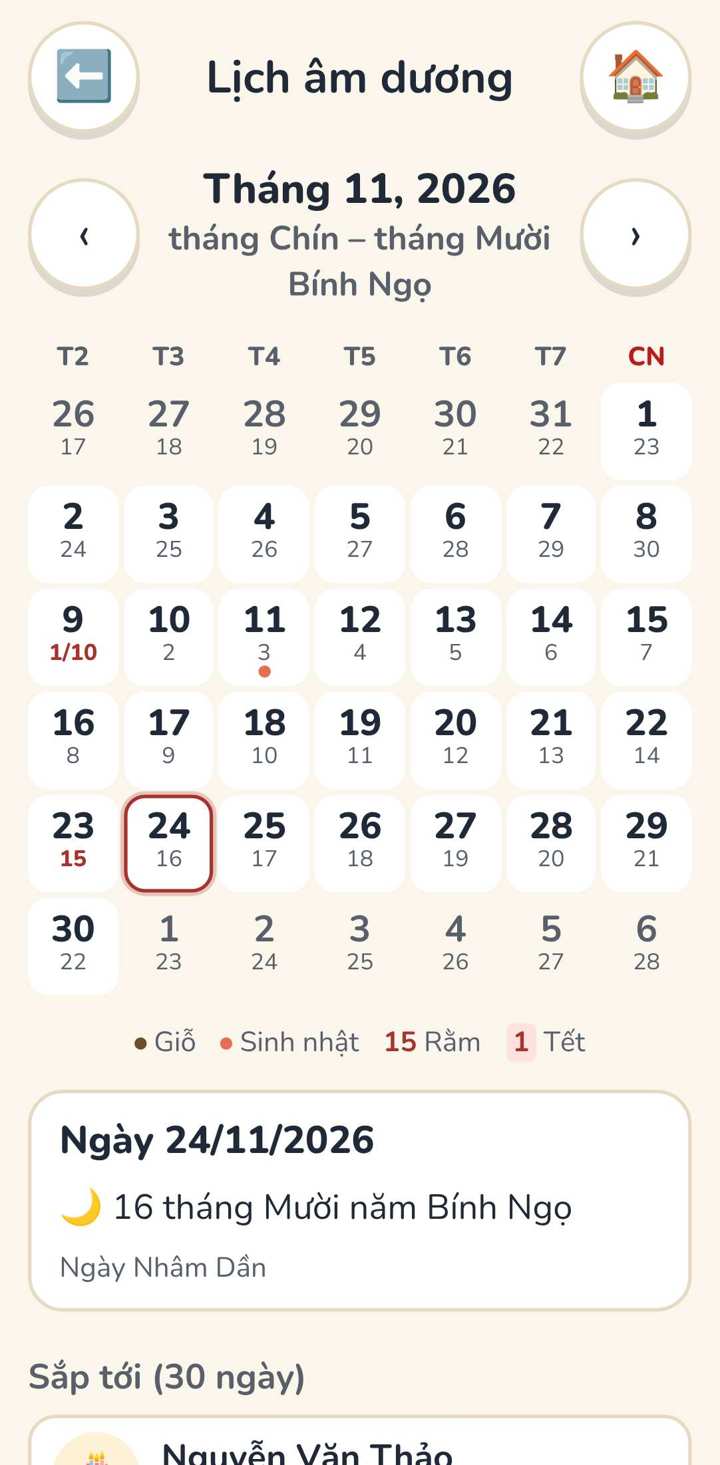 Lịch âm dương
Tháng 11, 2026
‹
›
tháng Chín – tháng Mười
Bính Ngọ
T2 T3 T4 T5 T6 T7 CN
26 27 28 29 30 31 1
17 18 19 20 21 22 23
2 3 4 5 6 7 8
24 25 26 27 28 29 30
9 10 11 12 13 14 15
1/10 2 3 4 5 6 7
16 17 18 19 20 21 22
8 9 10 11 12 13 14
23 24 25 26 27 28 29
15 16 17 18 19 20 21
30 1 2 3 4 5 6
22 23 24 25 26 27 28
Giỗ Sinh nhật 15 Rằm 1 Tết
Ngày 24/11/2026
16 tháng Mười năm Bính Ngọ
Ngày Nhâm Dần
Sắp tới (30 ngày)
Nguyễn Văn Thảo